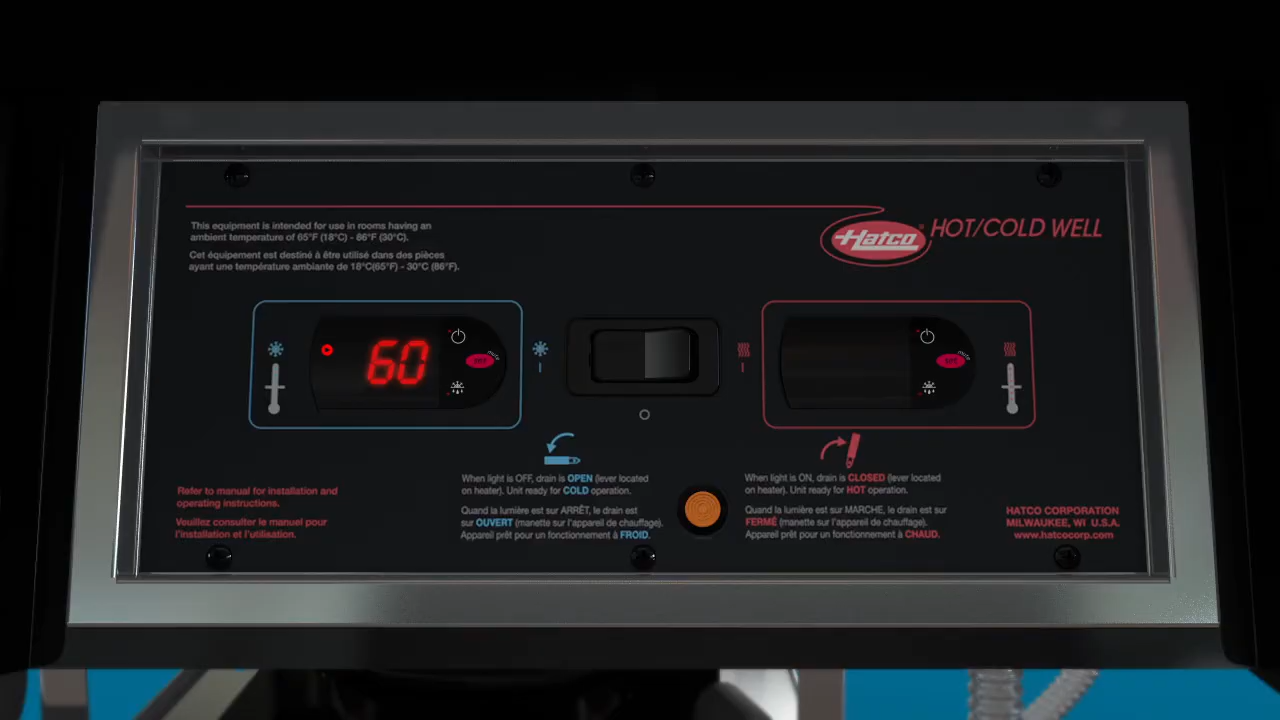 This equipment is intended for use in rooms having an
ambient temperature of 65°F (18°C) - 86°F (30°C).
Cet équipement est destiné à être utilisé dans des pièces
ayant une température ambiante de 18°C(65°F) - 30°C (86°F).
Hatco® HOT/COLD WELL
60
When light is OFF, drain is OPEN (lever located
on heater). Unit ready for COLD operation.
Quand la lumière est sur ARRÊT, le drain est
sur OUVERT (manette sur l'appareil de chauffage).
Appareil prêt pour un fonctionnement à FROID.
When light is ON, drain is CLOSED (lever located
on heater). Unit ready for HOT operation.
Quand la lumière est sur MARCHE, le drain est sur
FERMÉ (manette sur l'appareil de chauffage).
Appareil prêt pour un fonctionnement à CHAUD.
Refer to manual for installation and
operating instructions.
Veuillez consulter le manuel pour
l'installation et l'utilisation.
HATCO CORPORATION
MILWAUKEE, WI U.S.A.
www.hatcocorp.com